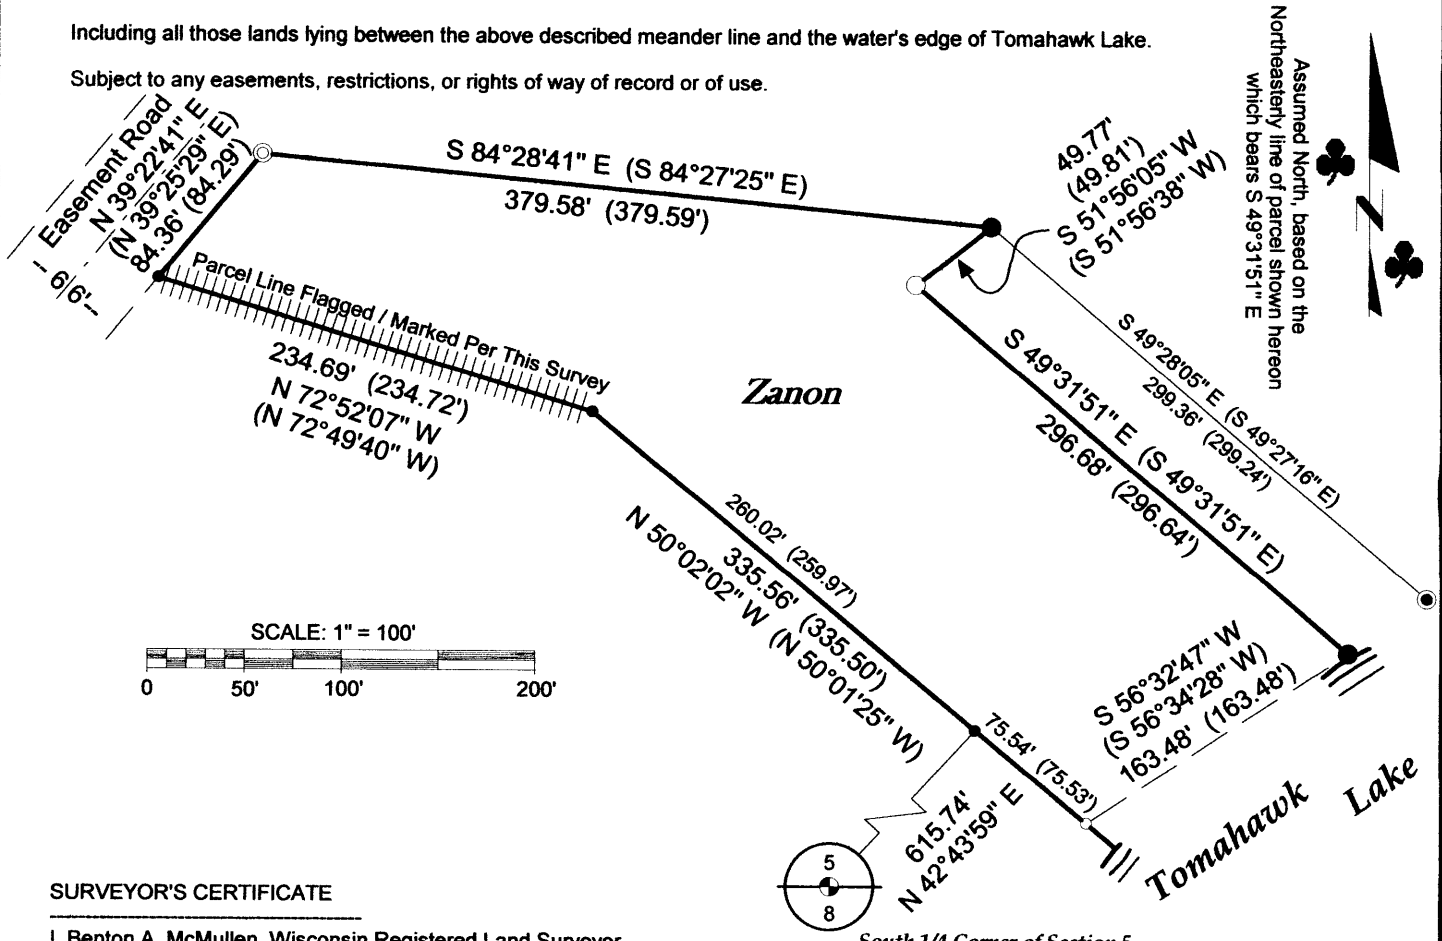 Including all those lands lying between the above described meander line and the water's edge of Tomahawk Lake.
Subject to any easements, restrictions, or rights of way of record or of use.
Assumed North, based on the
Northeasterly line of parcel shown hereon
which bears S 49°31'51" E
N
Easement Road
-- 66'--
N 39°22'41" E
(N 39°25'29" E)
84.36' (84.29')
S 84°28'41" E (S 84°27'25" E)
379.58' (379.59')
49.77'
(49.81')
S 51°56'05" W
(S 51°56'38" W)
Parcel Line Flagged / Marked Per This Survey
234.69' (234.72')
N 72°52'07" W
(N 72°49'40" W)
Zanon
S 49°28'05" E (S 49°27'16" E)
299.36' (299.24')
S 49°31'51" E (S 49°31'51" E)
296.68' (296.64')
260.02' (259.97')
335.56' (335.50')
N 50°02'02" W (N 50°01'25" W)
SCALE: 1" = 100'
0 50' 100' 200'
S 56°32'47" W
(S 56°34'28" W)
163.48' (163.48')
75.54' (75.53')
615.74'
N 42°43'59" E
Tomahawk Lake
5
8
SURVEYOR'S CERTIFICATE
I, Benton A. McMullen, Wisconsin Registered Land Surveyor
South 1/4 Corner of Section 5